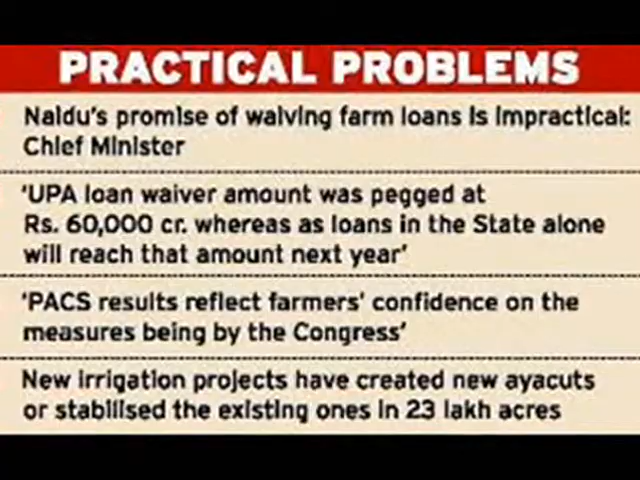 PRACTICAL PROBLEMS
Naidu's promise of waiving farm loans is impractical:
Chief Minister
'UPA loan waiver amount was pegged at
Rs. 60,000 cr. whereas as loans in the State alone
will reach that amount next year'
'PACS results reflect farmers' confidence on the
measures being by the Congress'
New irrigation projects have created new ayacuts
or stabilised the existing ones in 23 lakh acres